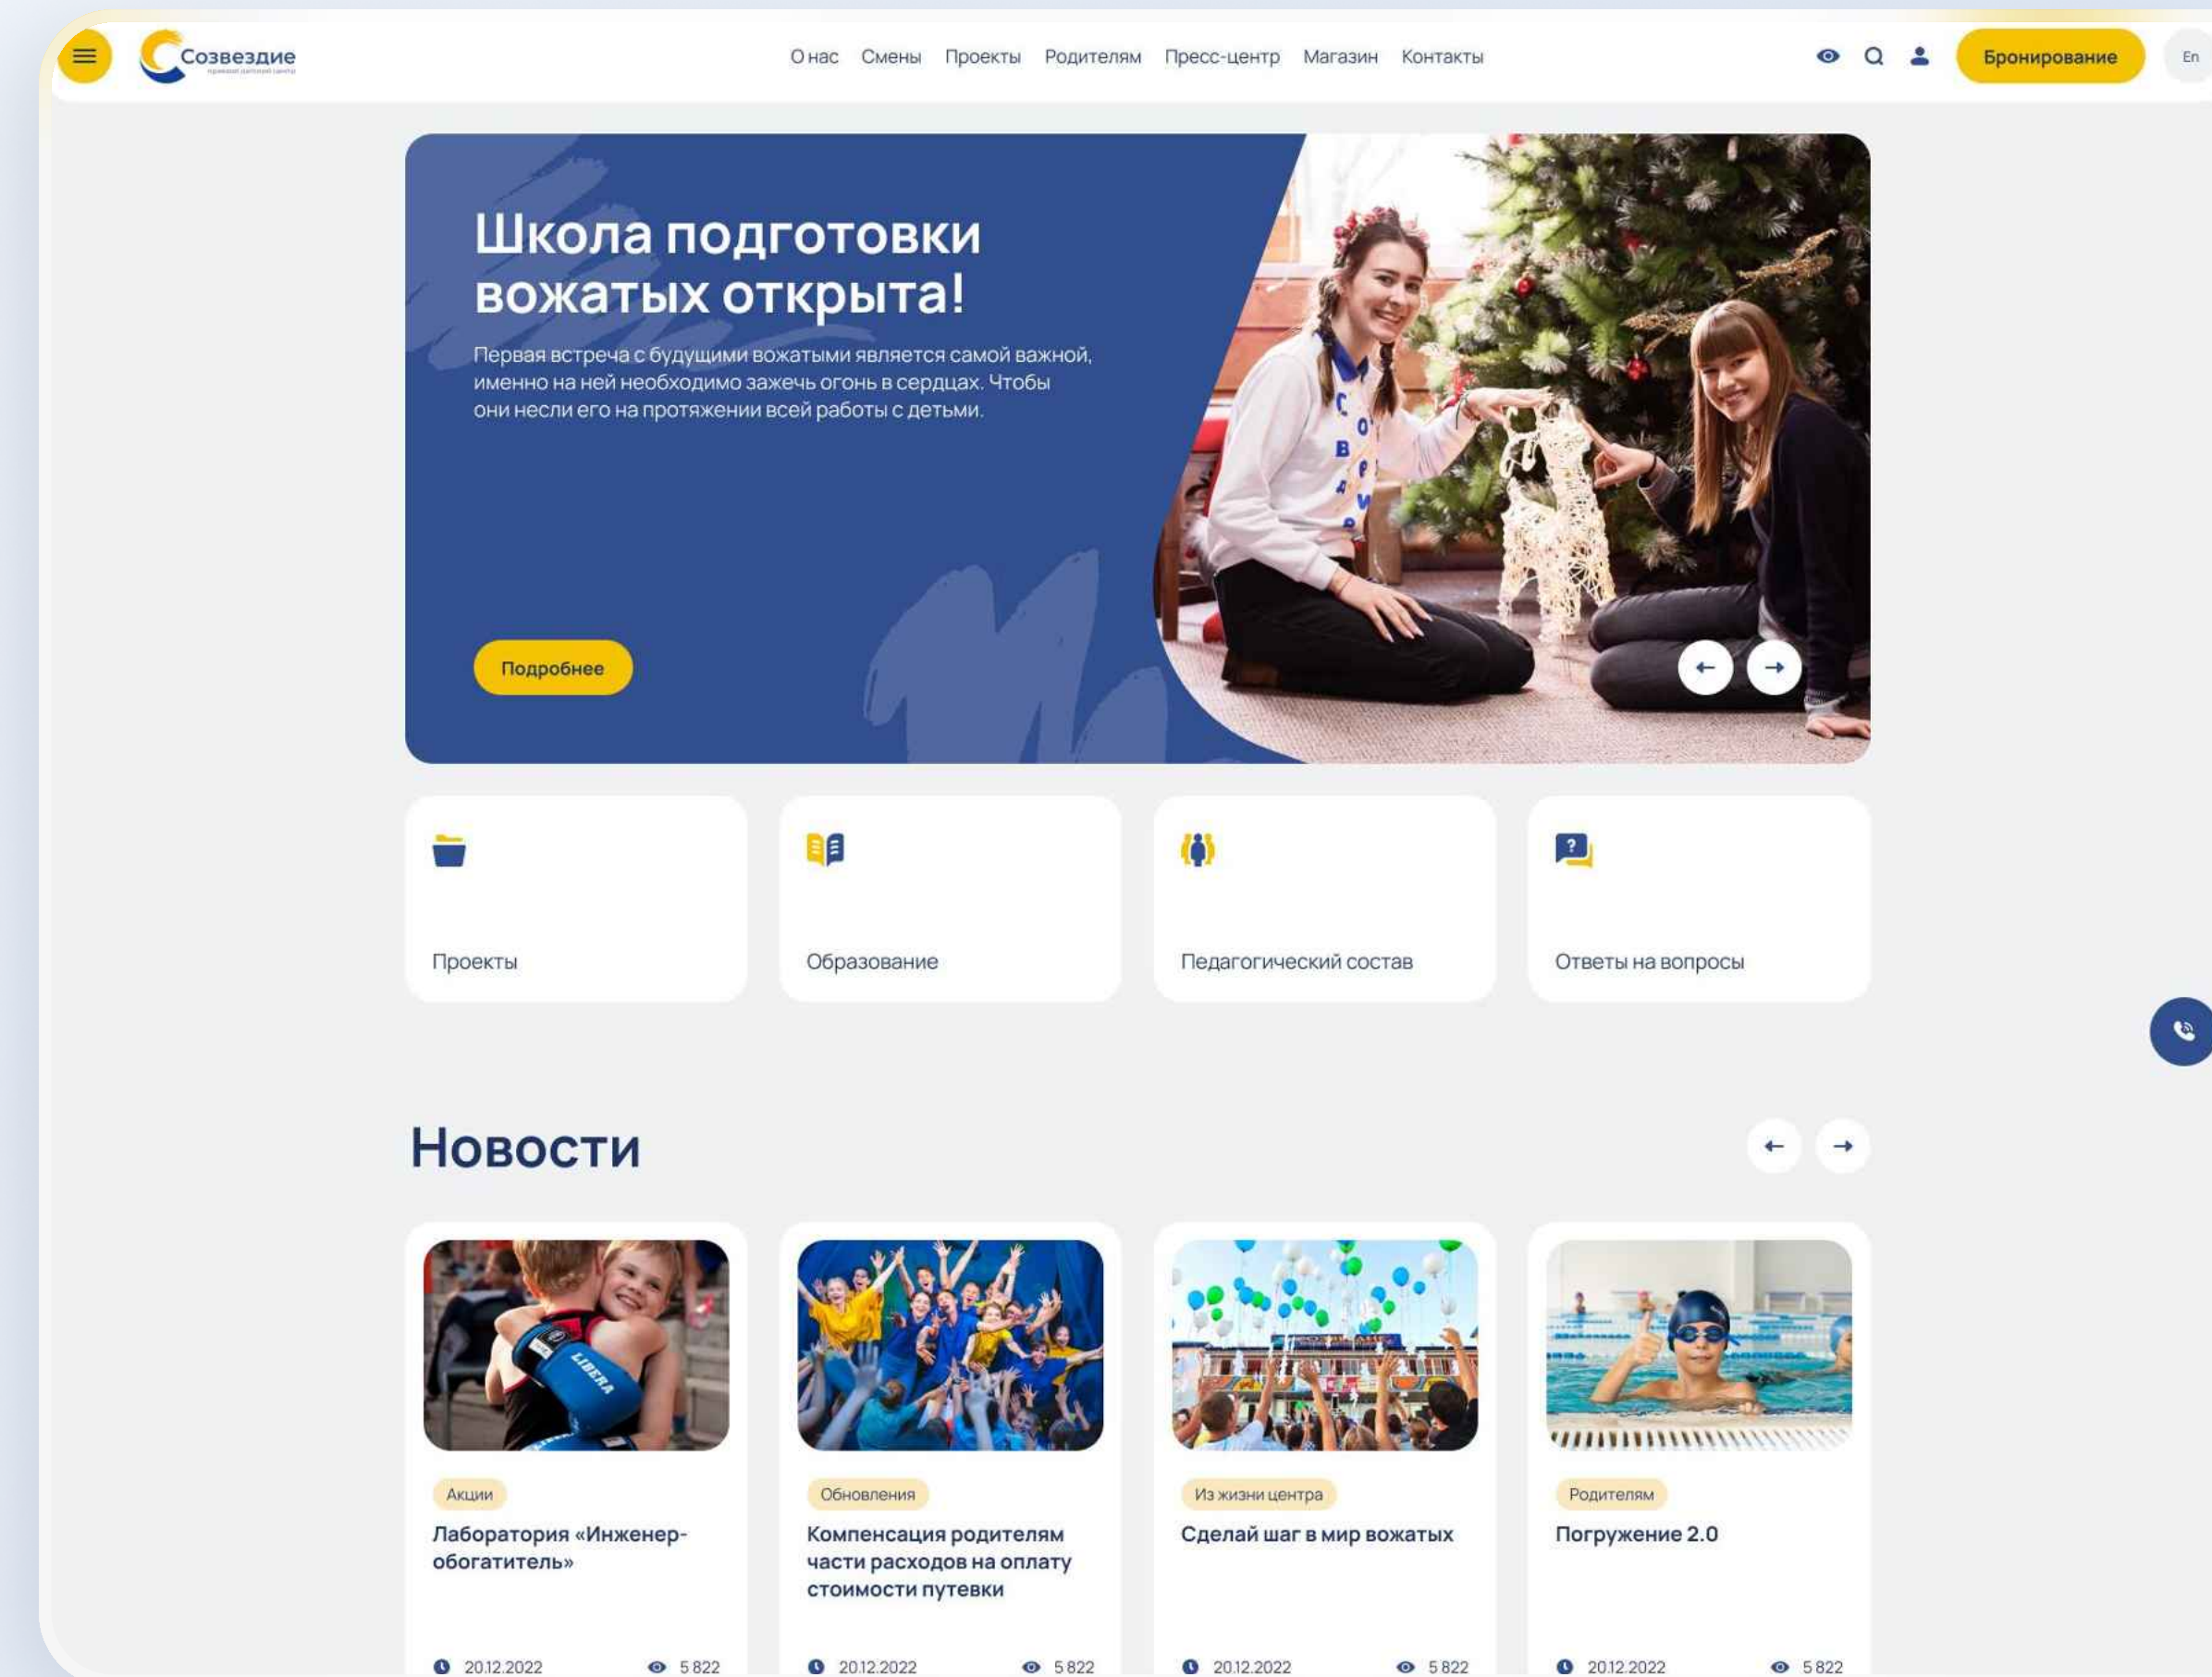 Созвездие
краевой детский центр
О нас Смены Проекты Родителям Пресс-центр Магазин Контакты
Бронирование
En
Школа подготовки
вожатых открыта!
Первая встреча с будущими вожатыми является самой важной,
именно на ней необходимо зажечь огонь в сердцах. Чтобы
они несли его на протяжении всей работы с детьми.
Подробнее
Проекты
Образование
Педагогический состав
Ответы на вопросы
Новости
LIBERA
Акции
Лаборатория «Инженер-
обогатитель»
20.12.2022 5 822
Обновления
Компенсация родителям
части расходов на оплату
стоимости путевки
20.12.2022 5 822
Из жизни центра
Сделай шаг в мир вожатых
20.12.2022 5 822
Родителям
Погружение 2.0
20.12.2022 5 822